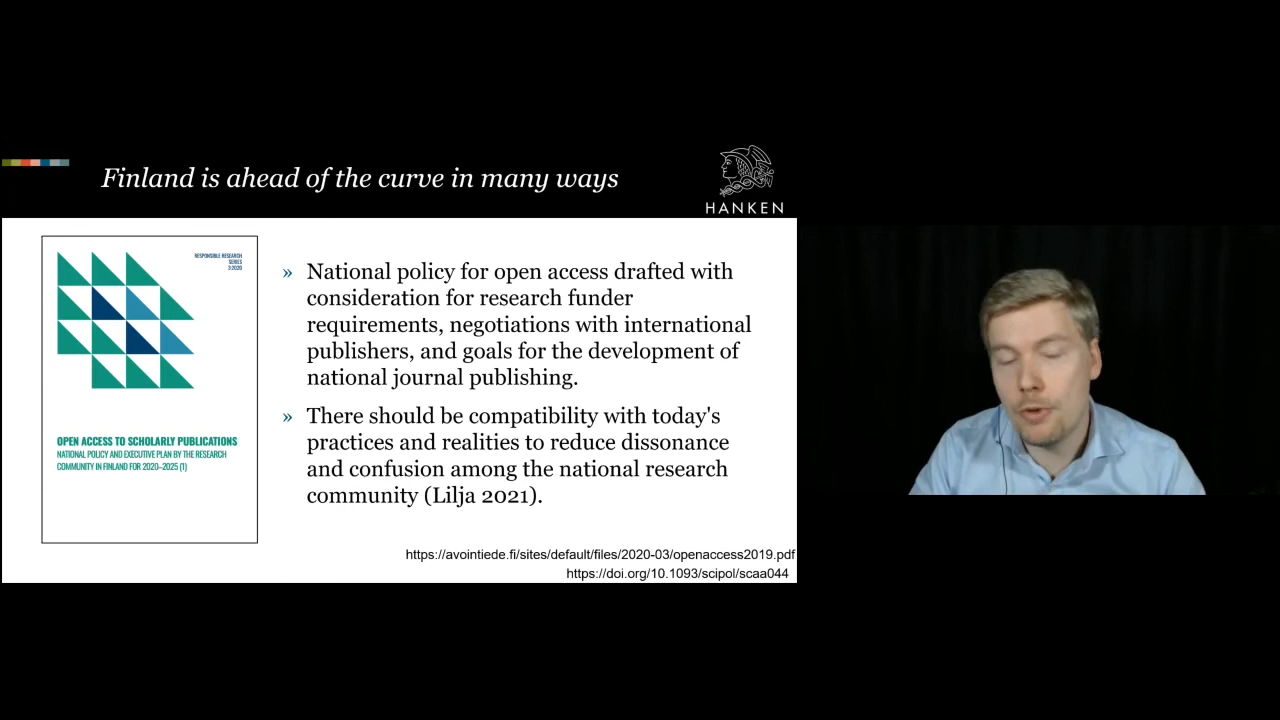 Finland is ahead of the curve in many ways
HANKEN
RESPONSIBLE RESEARCH
SERIES
3:2020
OPEN ACCESS TO SCHOLARLY PUBLICATIONS
NATIONAL POLICY AND EXECUTIVE PLAN BY THE RESEARCH
COMMUNITY IN FINLAND FOR 2020–2025 (1)
» National policy for open access drafted with
consideration for research funder
requirements, negotiations with international
publishers, and goals for the development of
national journal publishing.
» There should be compatibility with today's
practices and realities to reduce dissonance
and confusion among the national research
community (Lilja 2021).
https://avointiede.fi/sites/default/files/2020-03/openaccess2019.pdf
https://doi.org/10.1093/scipol/scaa044